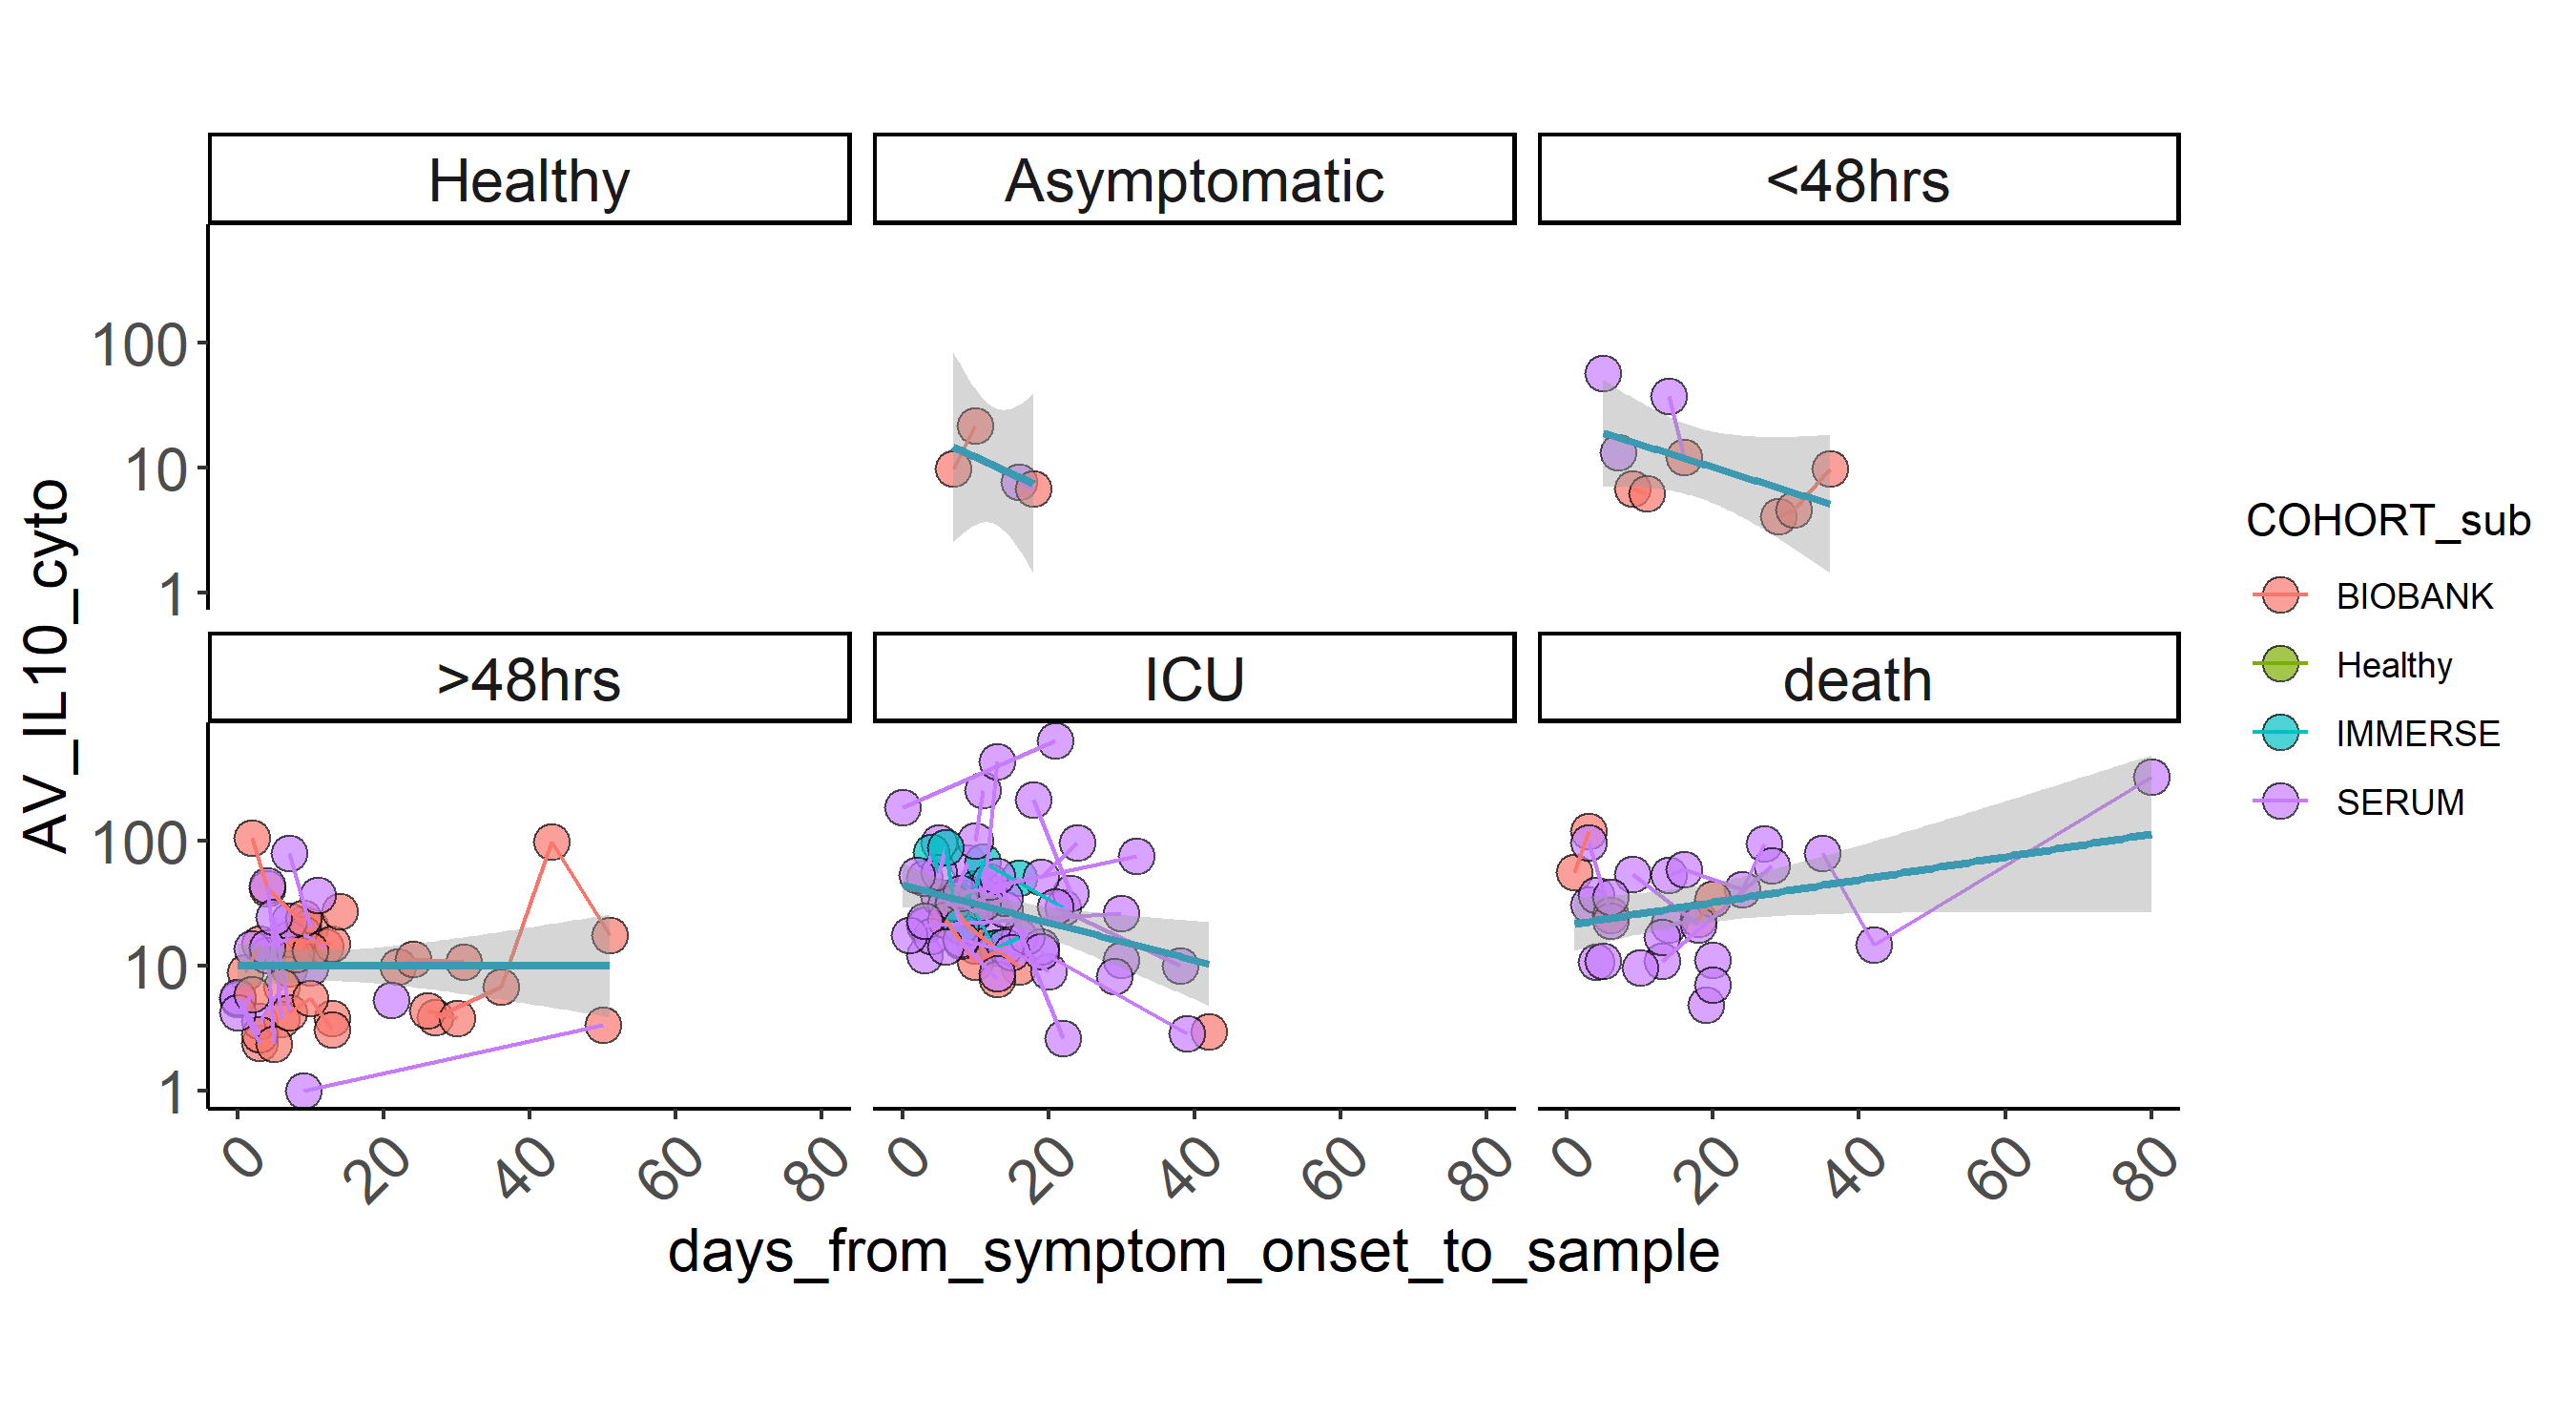 Healthy
Asymptomatic
<48hrs
100
10
1
>48hrs
ICU
death
100
10
1
0 20 40 60 80
0 20 40 60 80
0 20 40 60 80
days_from_symptom_onset_to_sample
AV_IL10_cyto
COHORT_sub
BIOBANK
Healthy
IMMERSE
SERUM